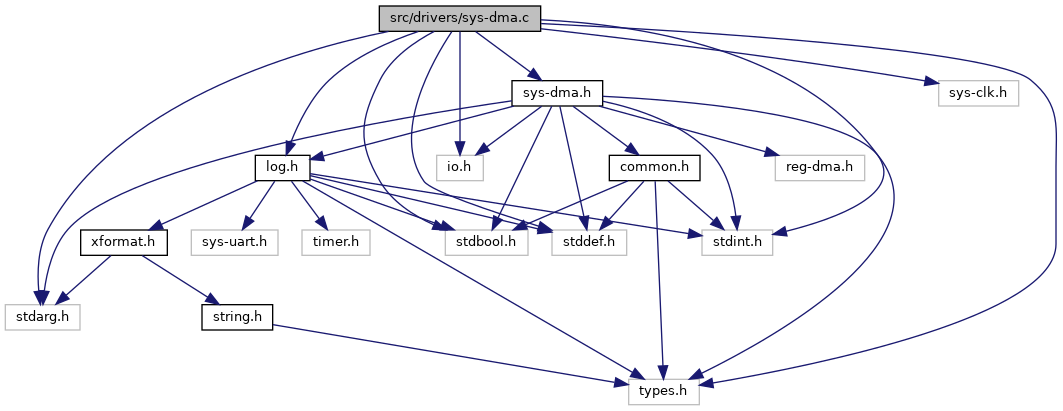 src/drivers/sys-dma.c
sys-dma.h
sys-clk.h
log.h
io.h
common.h
reg-dma.h
xformat.h
sys-uart.h
timer.h
stdbool.h
stddef.h
stdint.h
stdarg.h
string.h
types.h